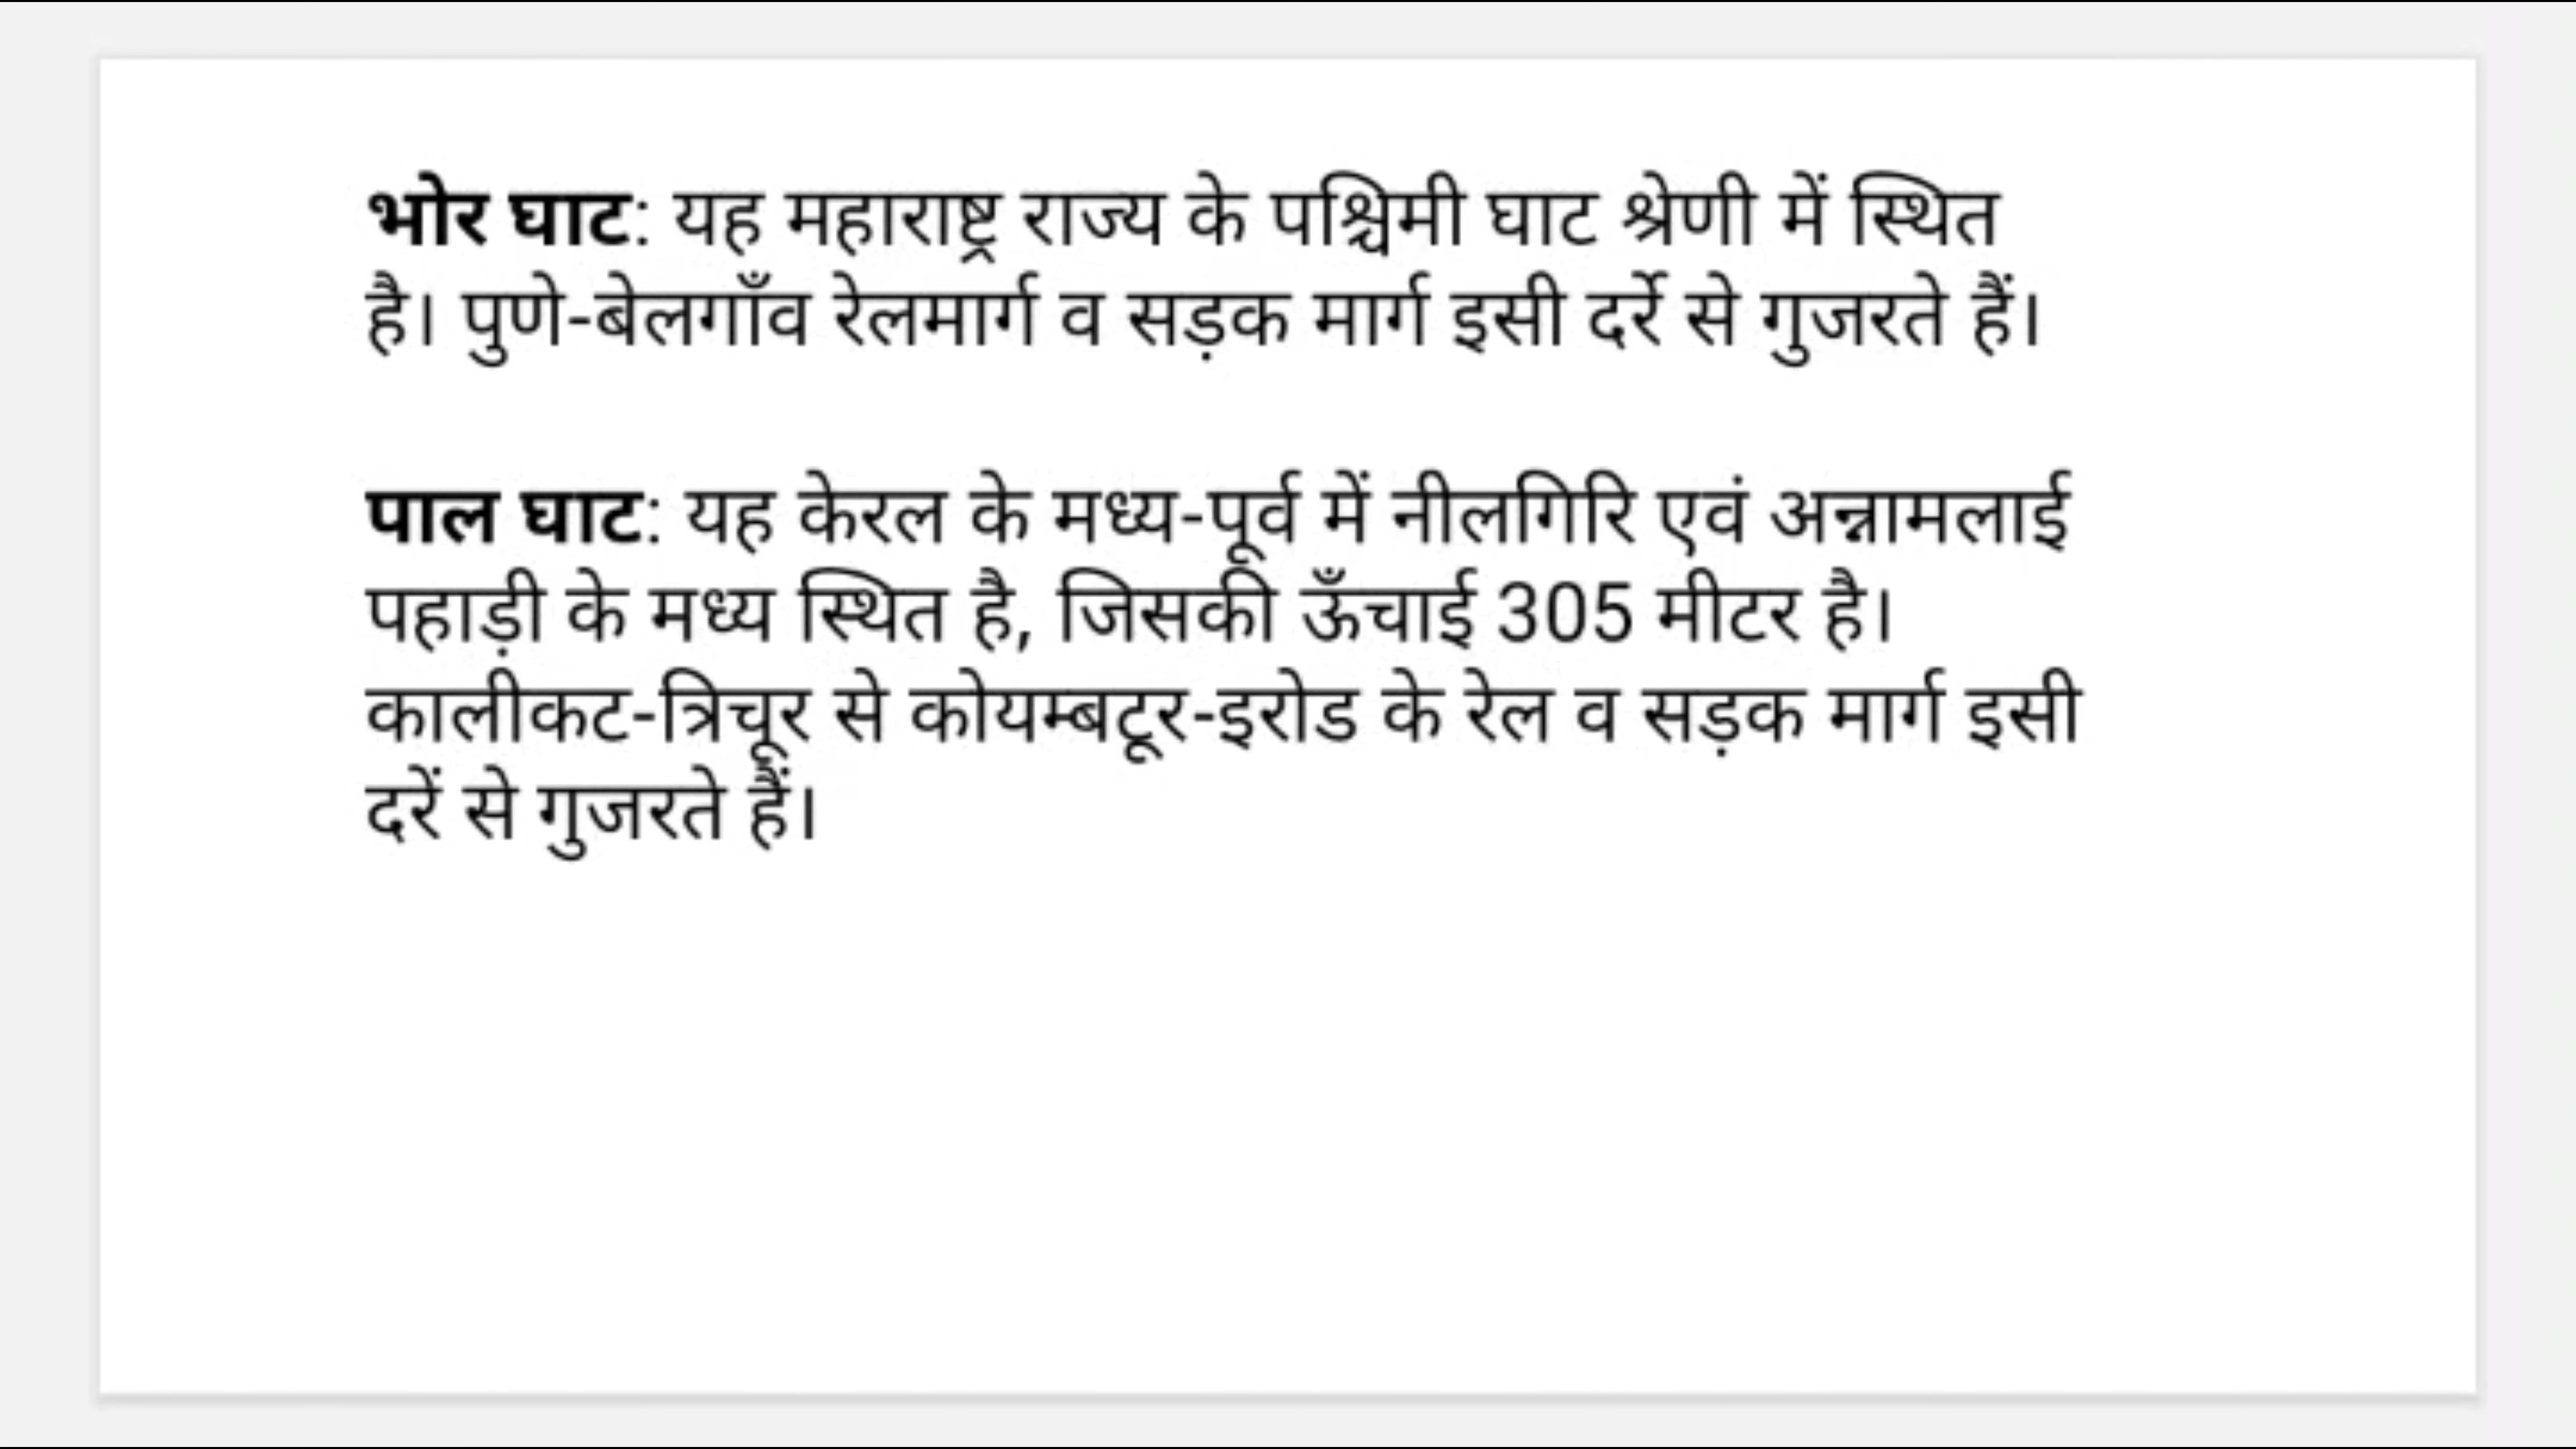 भोर घाट: यह महाराष्ट्र राज्य के पश्चिमी घाट श्रेणी में स्थित
है। पुणे-बेलगाँव रेलमार्ग व सड़क मार्ग इसी दर्रे से गुजरते हैं।
पाल घाट: यह केरल के मध्य-पूर्व में नीलगिरि एवं अन्नामलाई
पहाड़ी के मध्य स्थित है, जिसकी ऊँचाई 305 मीटर है।
कालीकट-त्रिचूर से कोयम्बटूर-इरोड के रेल व सड़क मार्ग इसी
दरें से गुजरते हैं।